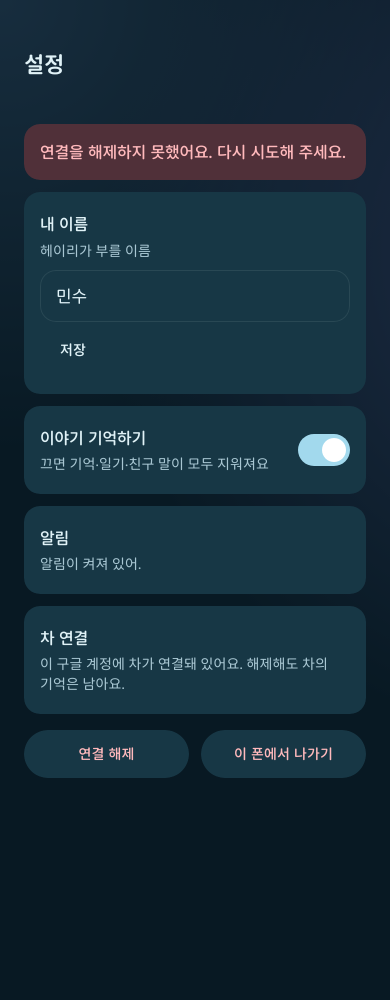 설정
연결을 해제하지 못했어요. 다시 시도해 주세요.
내 이름
헤이리가 부를 이름
민수
저장
이야기 기억하기
끄면 기억·일기·친구 말이 모두 지워져요
알림
알림이 켜져 있어.
차 연결
이 구글 계정에 차가 연결돼 있어요. 해제해도 차의
기억은 남아요.
연결 해제
이 폰에서 나가기